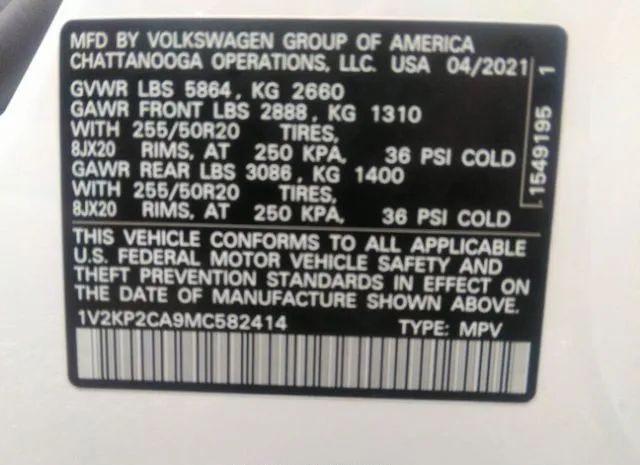 MFD BY VOLKSWAGEN GROUP OF AMERICA
CHATTANOOGA OPERATIONS, LLC. USA 04/2021
GVWR LBS 5864, KG 2660
GAWR FRONT LBS 2888, KG 1310
WITH 255/50R20 TIRES,
8JX20 RIMS, AT 250 KPA, 36 PSI COLD
GAWR REAR LBS 3086, KG 1400
WITH 255/50R20 TIRES,
8JX20 RIMS, AT 250 KPA, 36 PSI COLD
1549195 1
THIS VEHICLE CONFORMS TO ALL APPLICABLE
U.S. FEDERAL MOTOR VEHICLE SAFETY AND
THEFT PREVENTION STANDARDS IN EFFECT ON
THE DATE OF MANUFACTURE SHOWN ABOVE.
1V2KP2CA9MC582414 TYPE: MPV